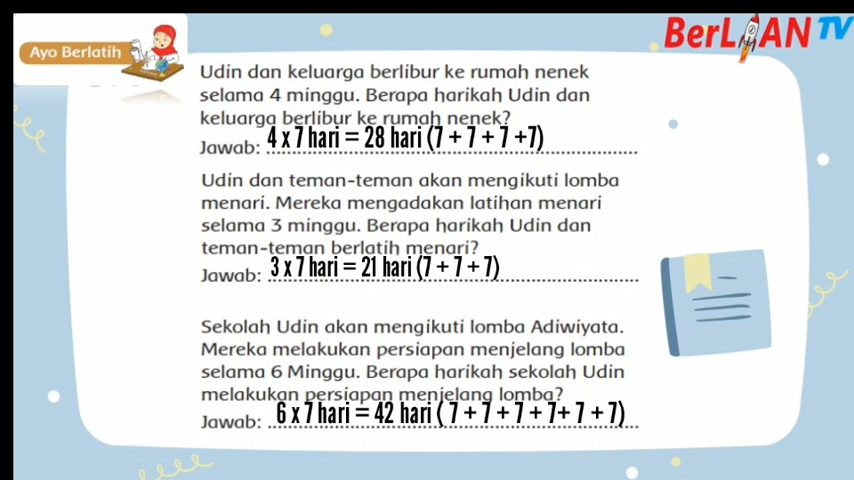 BerLIAN TV
Ayo Berlatih
Udin dan keluarga berlibur ke rumah nenek
selama 4 minggu. Berapa harikah Udin dan
keluarga berlibur ke rumah nenek?
Jawab: 4 x 7 hari = 28 hari (7 + 7 + 7 +7)
Udin dan teman-teman akan mengikuti lomba
menari. Mereka mengadakan latihan menari
selama 3 minggu. Berapa harikah Udin dan
teman-teman berlatih menari?
Jawab: 3 x 7 hari = 21 hari (7 + 7 + 7)
Sekolah Udin akan mengikuti lomba Adiwiyata.
Mereka melakukan persiapan menjelang lomba
selama 6 Minggu. Berapa harikah sekolah Udin
melakukan persiapan menjelang lomba?
Jawab: 6 x 7 hari = 42 hari ( 7 + 7 + 7 + 7+ 7 + 7)